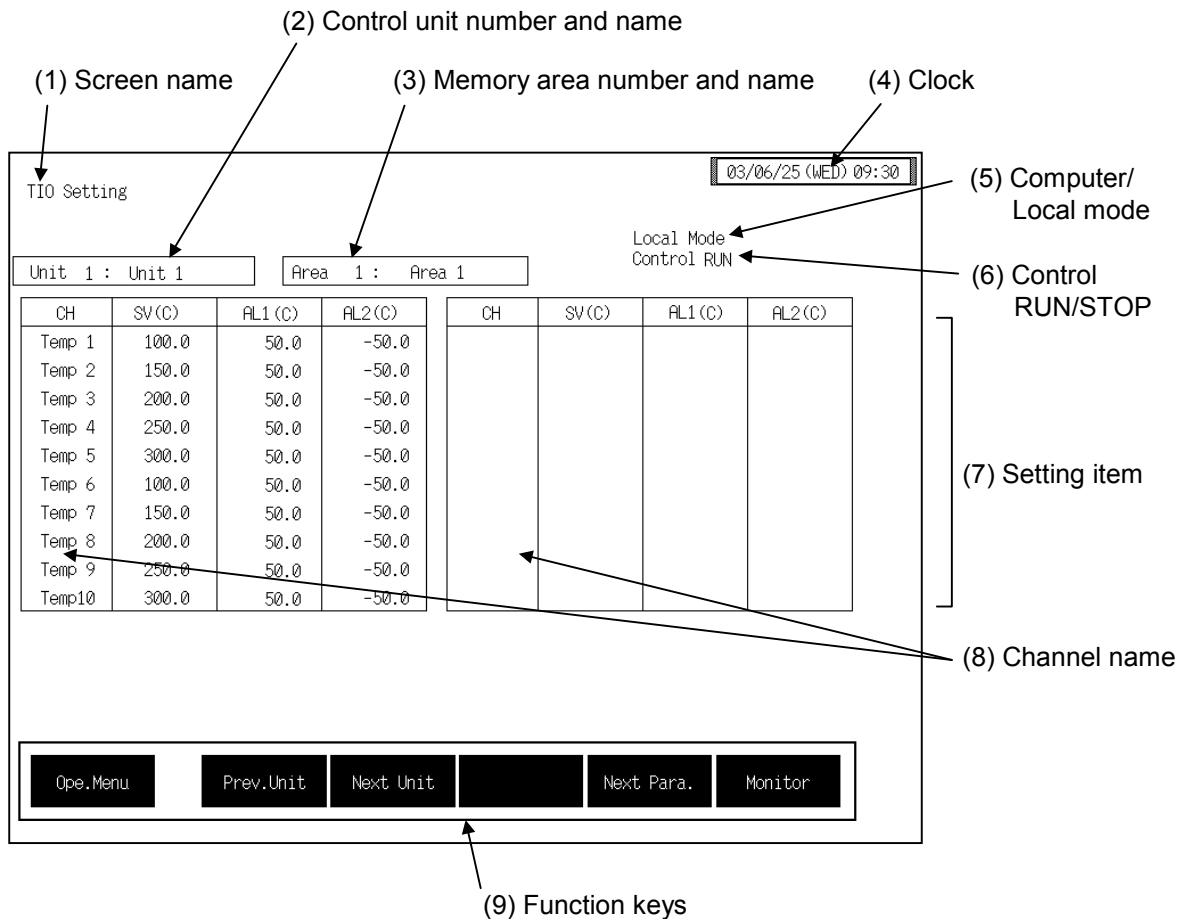 (2) Control unit number and name
(1) Screen name
(3) Memory area number and name
(4) Clock
03/06/25(WED) 09:30
TIO Setting
(5) Computer/
Local mode
Local Mode
Control RUN
Unit 1 : Unit 1
Area 1 : Area 1
(6) Control
RUN/STOP
CH SV(C) AL1(C) AL2(C) CH SV(C) AL1(C) AL2(C)
Temp 1 100.0 50.0 -50.0
Temp 2 150.0 50.0 -50.0
Temp 3 200.0 50.0 -50.0
Temp 4 250.0 50.0 -50.0
Temp 5 300.0 50.0 -50.0
Temp 6 100.0 50.0 -50.0
Temp 7 150.0 50.0 -50.0
Temp 8 200.0 50.0 -50.0
Temp 9 250.0 50.0 -50.0
Temp10 300.0 50.0 -50.0
(7) Setting item
(8) Channel name
Ope.Menu Prev.Unit Next Unit Next Para. Monitor
(9) Function keys